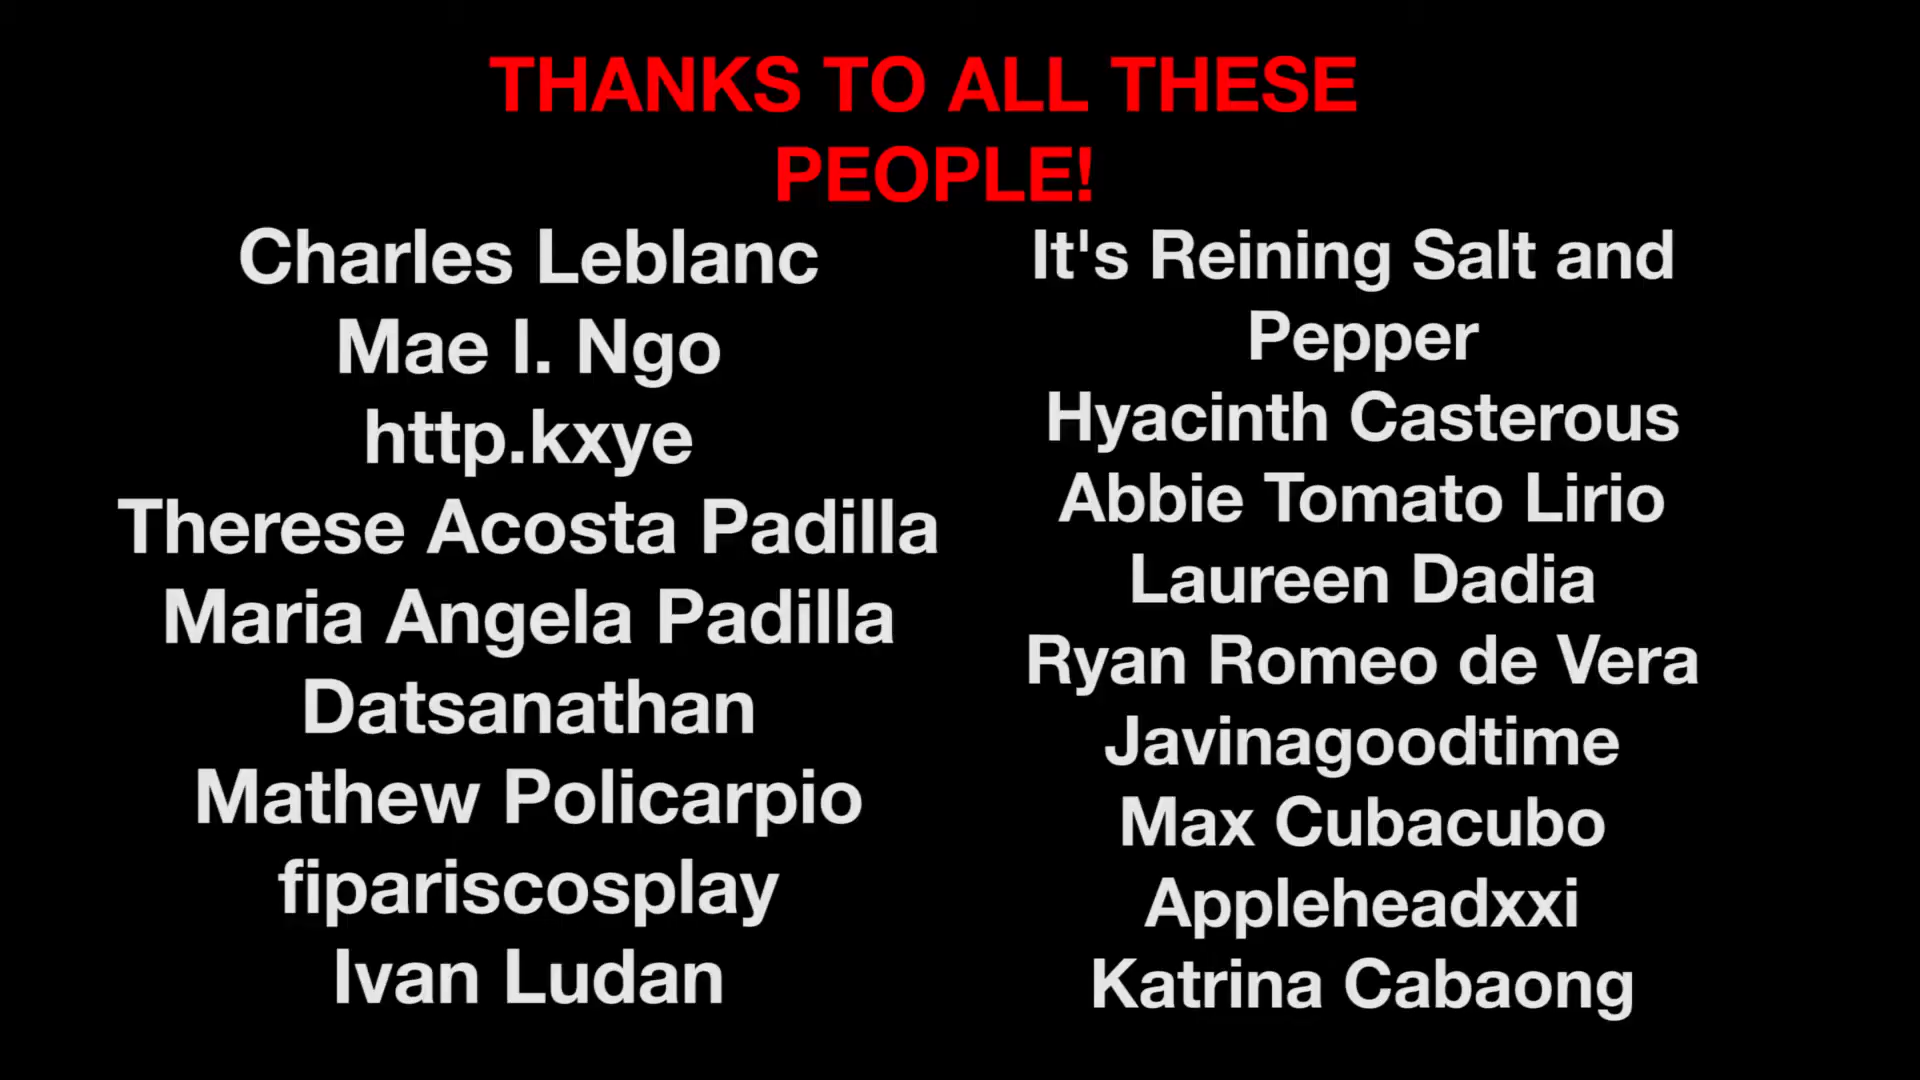 THANKS TO ALL THESE
PEOPLE!
Charles Leblanc
Mae I. Ngo
http.kxye
Therese Acosta Padilla
Maria Angela Padilla
Datsanathan
Mathew Policarpio
fipariscosplay
Ivan Ludan
It's Reining Salt and
Pepper
Hyacinth Casterous
Abbie Tomato Lirio
Laureen Dadia
Ryan Romeo de Vera
Javinagoodtime
Max Cubacubo
Appleheadxxi
Katrina Cabaong